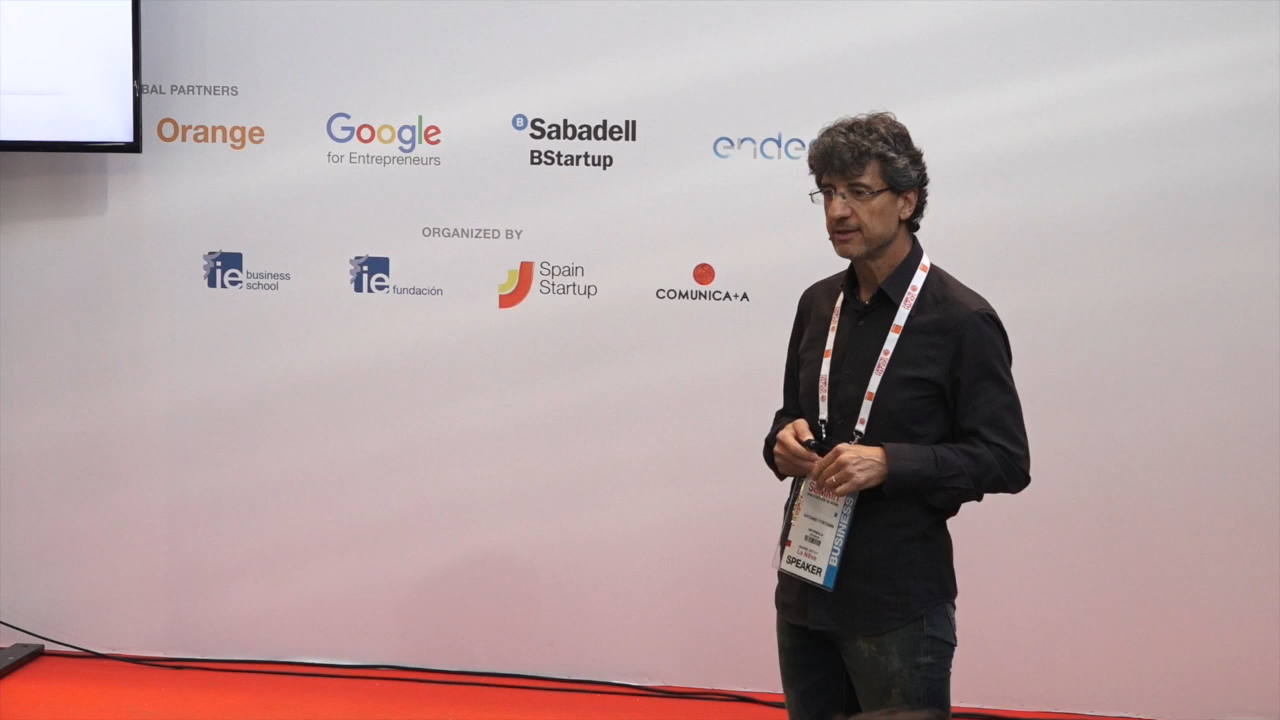 BAL PARTNERS
Orange
Google
for Entrepreneurs
B Sabadell
BStartup
ende
ORGANIZED BY
ie business
school
ie fundación
Spain
Startup
COMUNICA+A
BUSINESS
SPEAKER